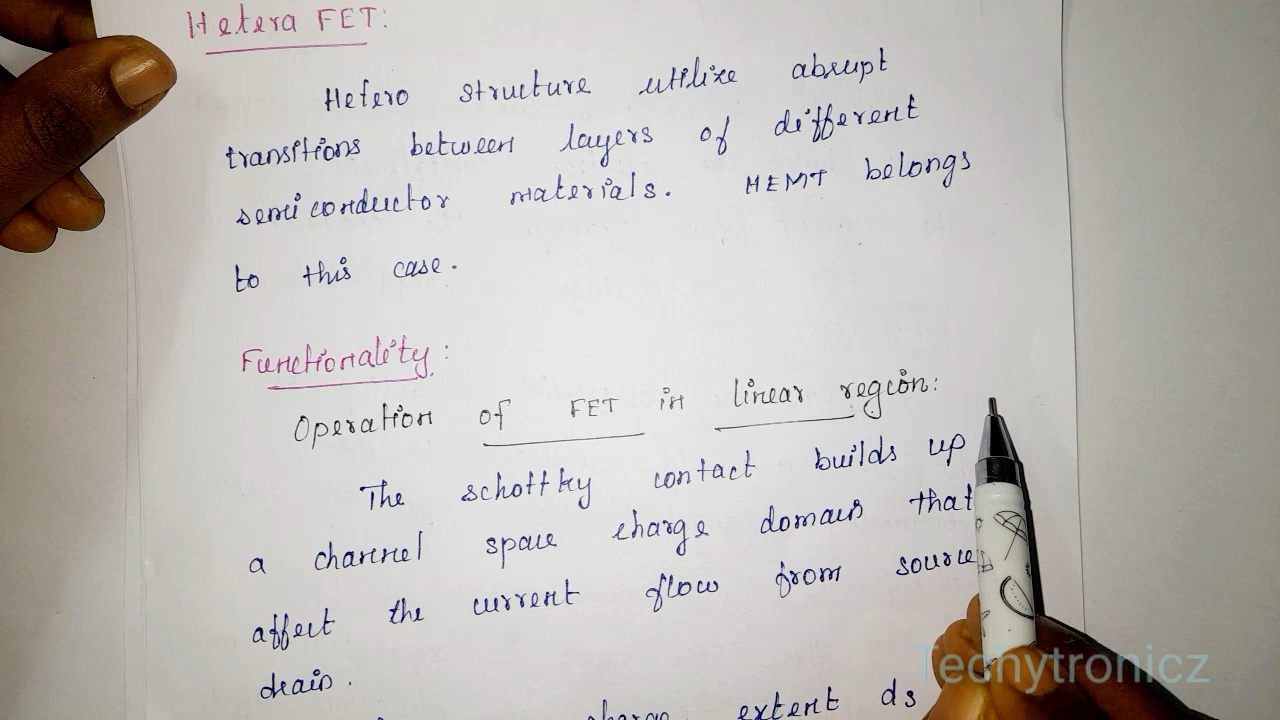 Hetera FET:
Hetero structure utilize abrupt
transitions between layers of different
semiconductor materials. HEMT belongs
to this case.
Functionality:
Operation of FET in linear region:
The schottky contact builds up
a channel space charge domain that
affect the current flow from source
drain.
extent ds
Techytronicz